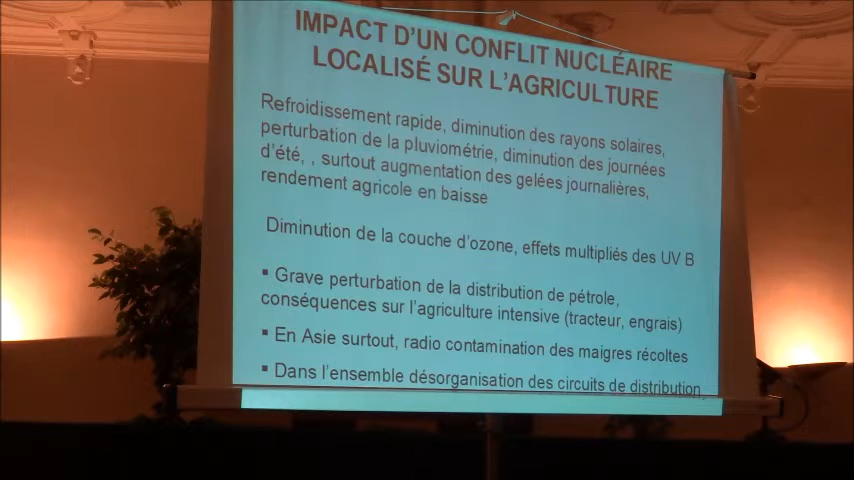 IMPACT D'UN CONFLIT NUCLÉAIRE
LOCALISÉ SUR L'AGRICULTURE
Refroidissement rapide, diminution des rayons solaires,
perturbation de la pluviométrie, diminution des journées
d'été, , surtout augmentation des gelées journalières,
rendement agricole en baisse
Diminution de la couche d'ozone, effets multipliés des UV B
▪ Grave perturbation de la distribution de pétrole,
conséquences sur l'agriculture intensive (tracteur, engrais)
▪ En Asie surtout, radio contamination des maigres récoltes
▪ Dans l'ensemble désorganisation des circuits de distribution,